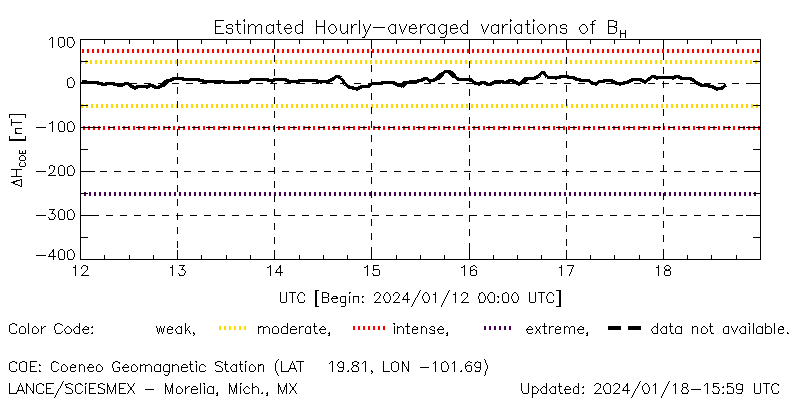 Estimated Hourly-averaged variations of B_H
100
0
-100
-200
-300
-400
ΔH_COE [nT]
12 13 14 15 16 17 18
UTC [Begin: 2024/01/12 00:00 UTC]
Color Code: weak, moderate, intense, extreme, data not available.
COE: Coeneo Geomagnetic Station (LAT 19.81, LON -101.69)
LANCE/SCiESMEX - Morelia, Mich., MX Updated: 2024/01/18-15:59 UTC